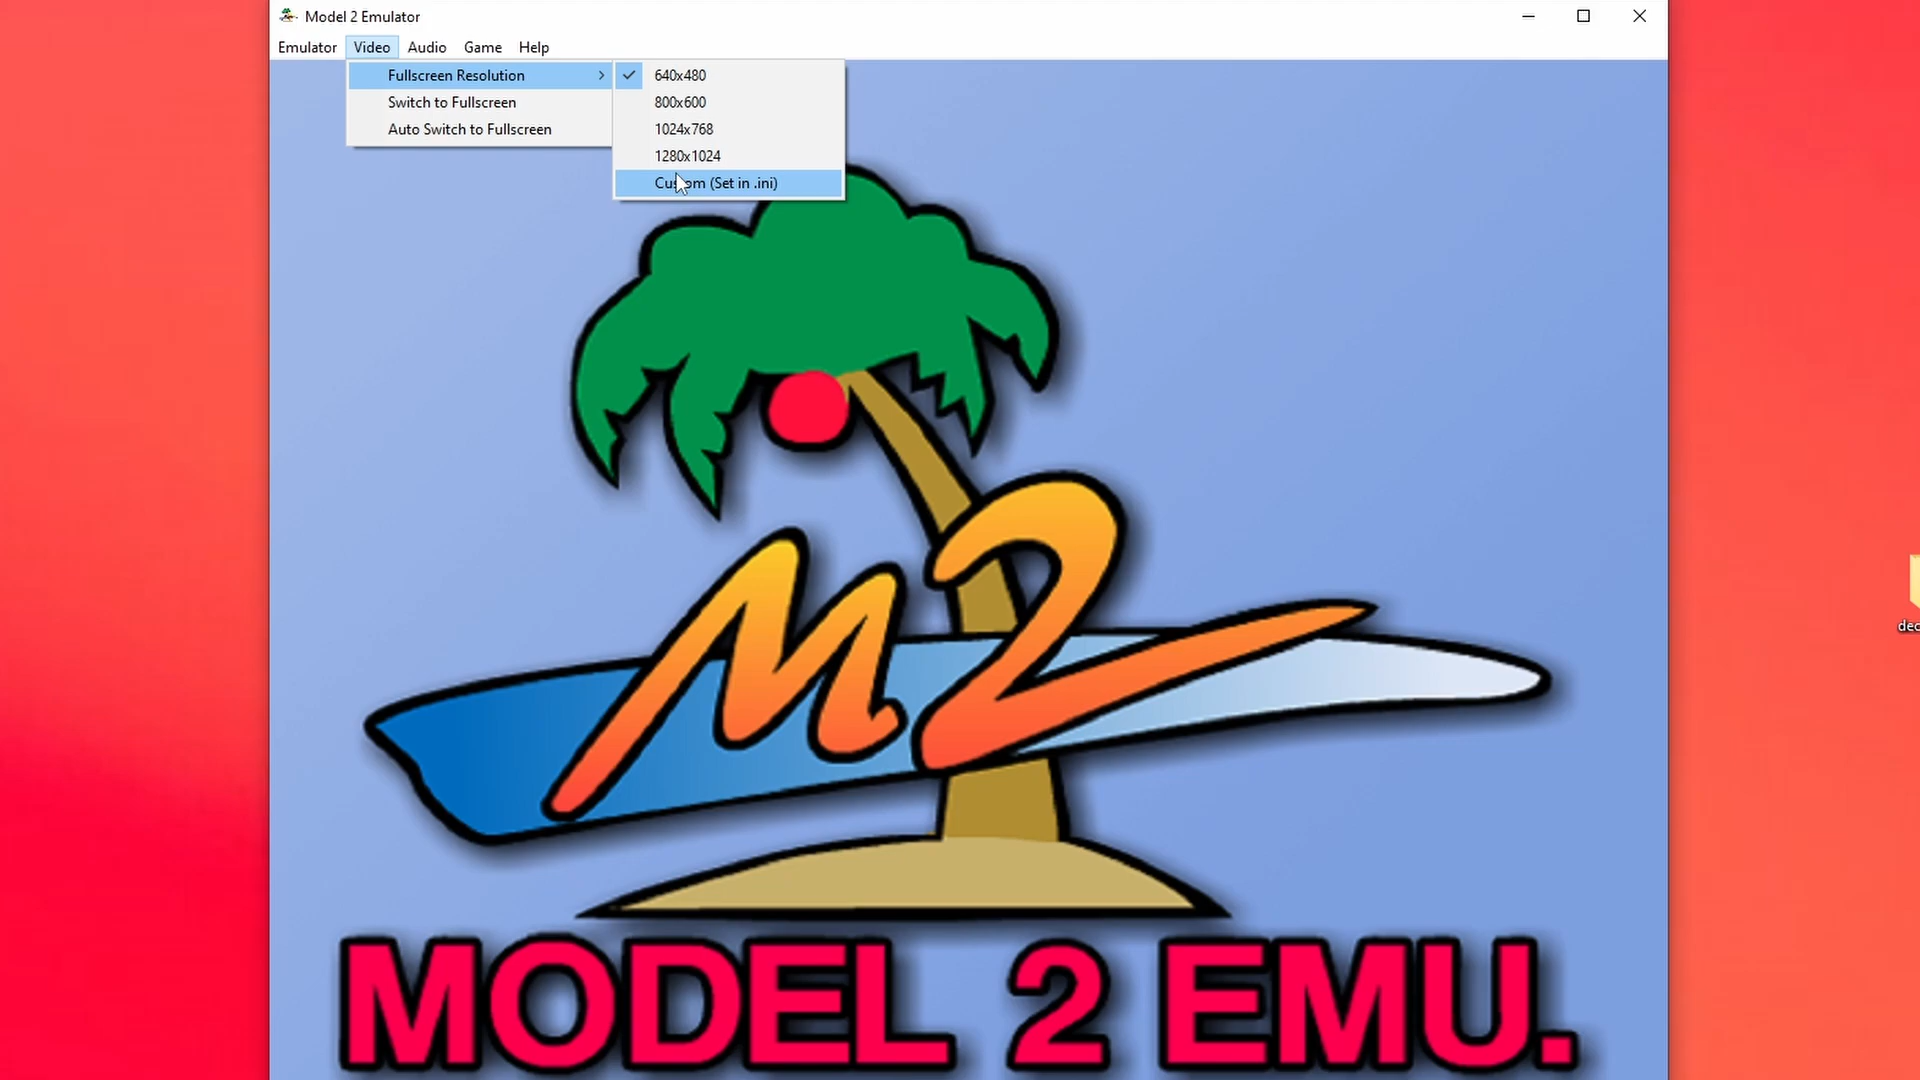 Model 2 Emulator
Emulator Video Audio Game Help
Fullscreen Resolution
Switch to Fullscreen
Auto Switch to Fullscreen
640x480
800x600
1024x768
1280x1024
Custom (Set in .ini)
M2
MODEL 2 EMU.
dec